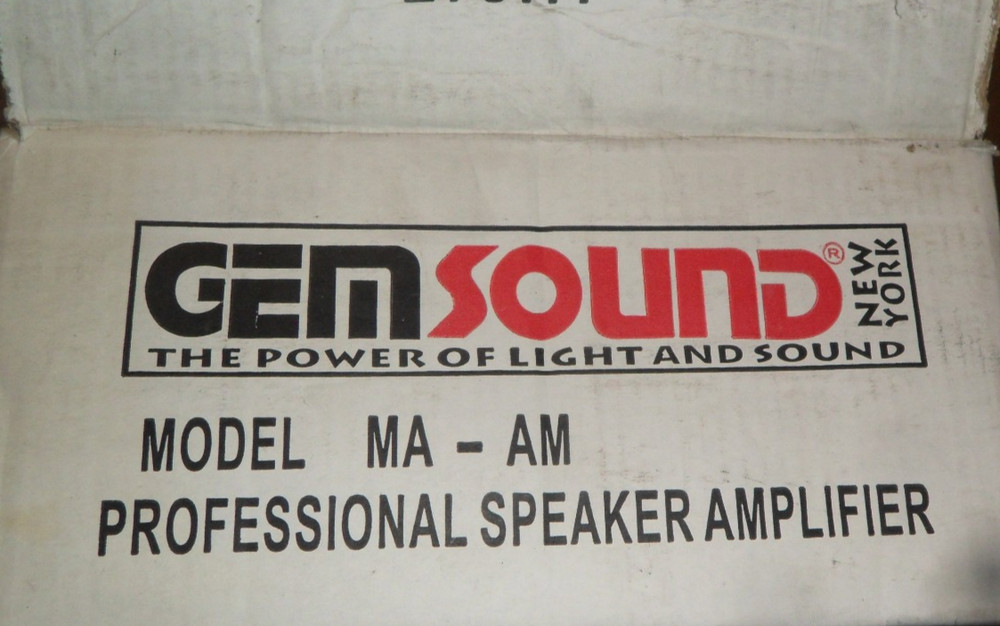 GEMSOUND®
NEW YORK
THE POWER OF LIGHT AND SOUND
MODEL MA - AM
PROFESSIONAL SPEAKER AMPLIFIER